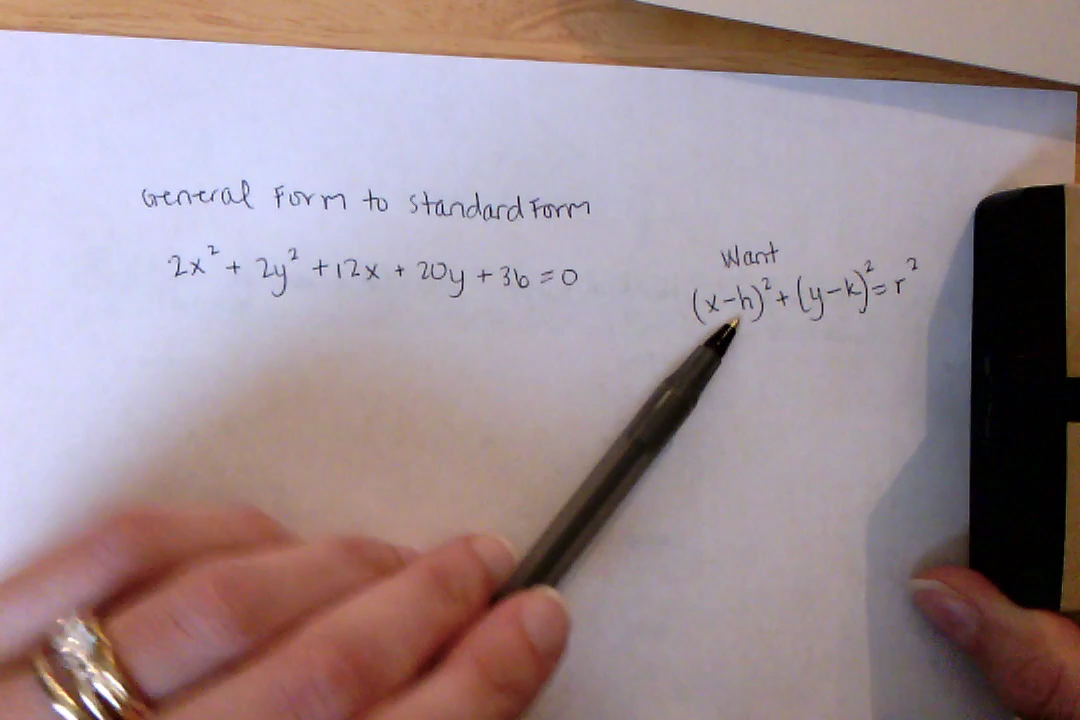 General Form to Standard Form
2x² + 2y² + 12x + 20y + 36 = 0
Want
(x-h)² + (y-k)² = r²